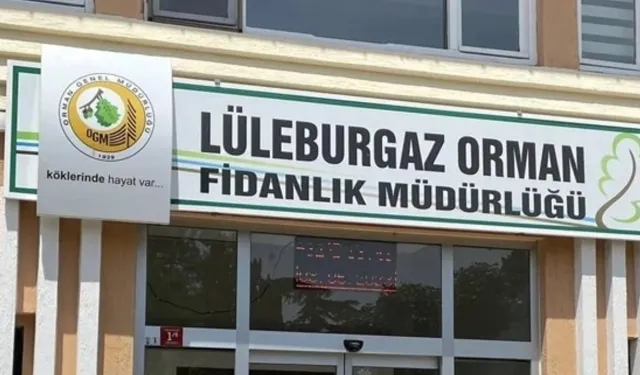 ORMAN GENEL MÜDÜRLÜĞÜ
OGM
1839
köklerinde hayat var...
LÜLEBURGAZ ORMAN
FİDANLIK MÜDÜRLÜĞÜ